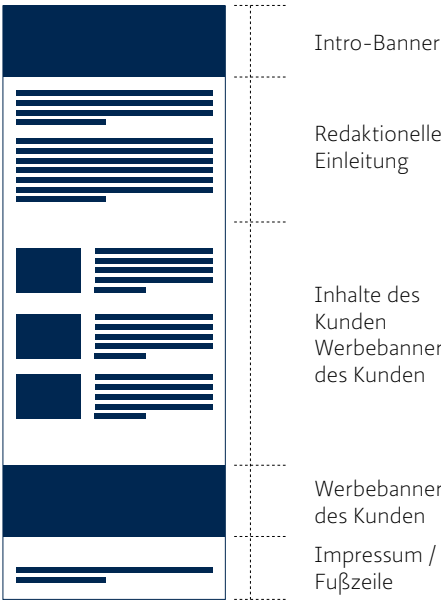 Intro-Banner
Redaktionelle
Einleitung
Inhalte des
Kunden
Werbebanner
des Kunden
Werbebanner
des Kunden
Impressum /
Fußzeile